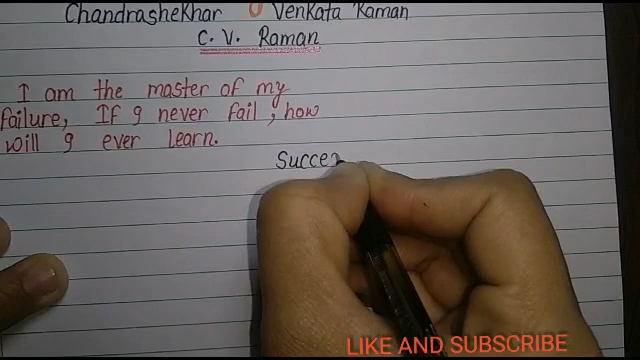 Chandrashekhar Venkata Raman
C. V. Raman
I am the master of my
failure, If I never fail, how
will I ever learn.
Succe
LIKE AND SUBSCRIBE